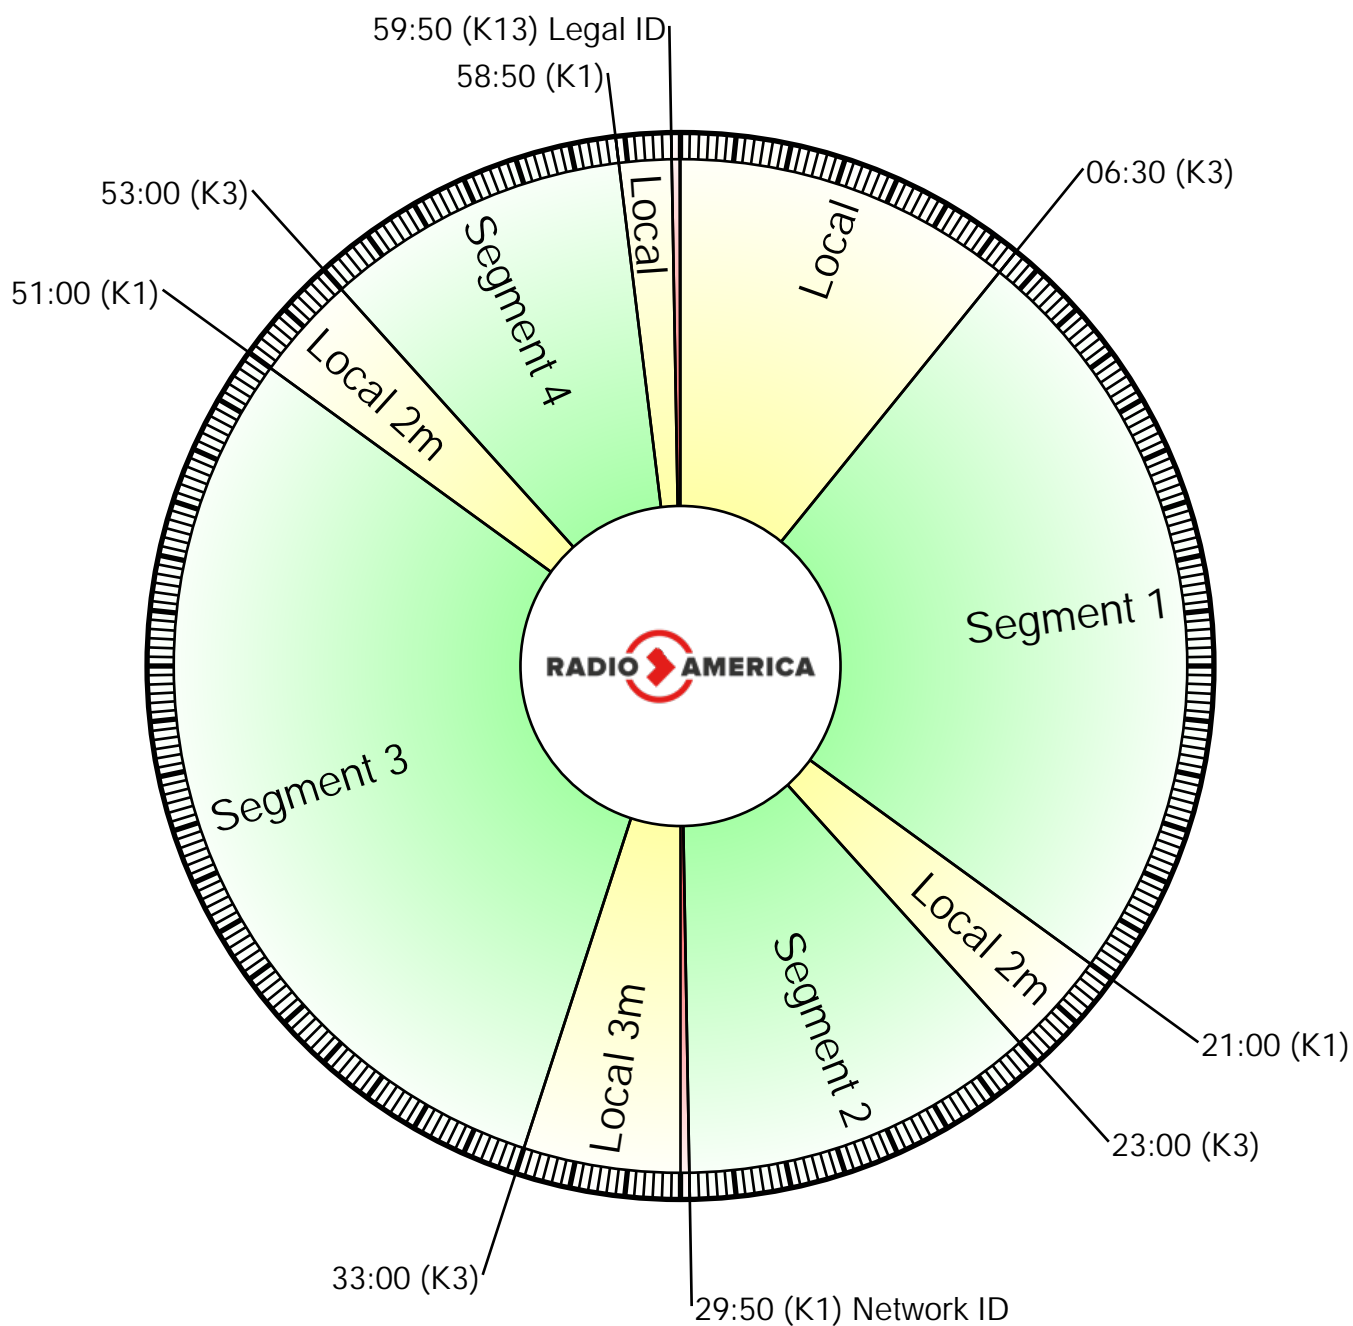 59:50 (K13) Legal ID
58:50 (K1)
06:30 (K3)
53:00 (K3)
51:00 (K1)
Local
Local
Segment 4
Local 2m
Segment 1
RADIO AMERICA
Segment 3
Local 2m
Segment 2
Local 3m
21:00 (K1)
23:00 (K3)
33:00 (K3)
29:50 (K1) Network ID